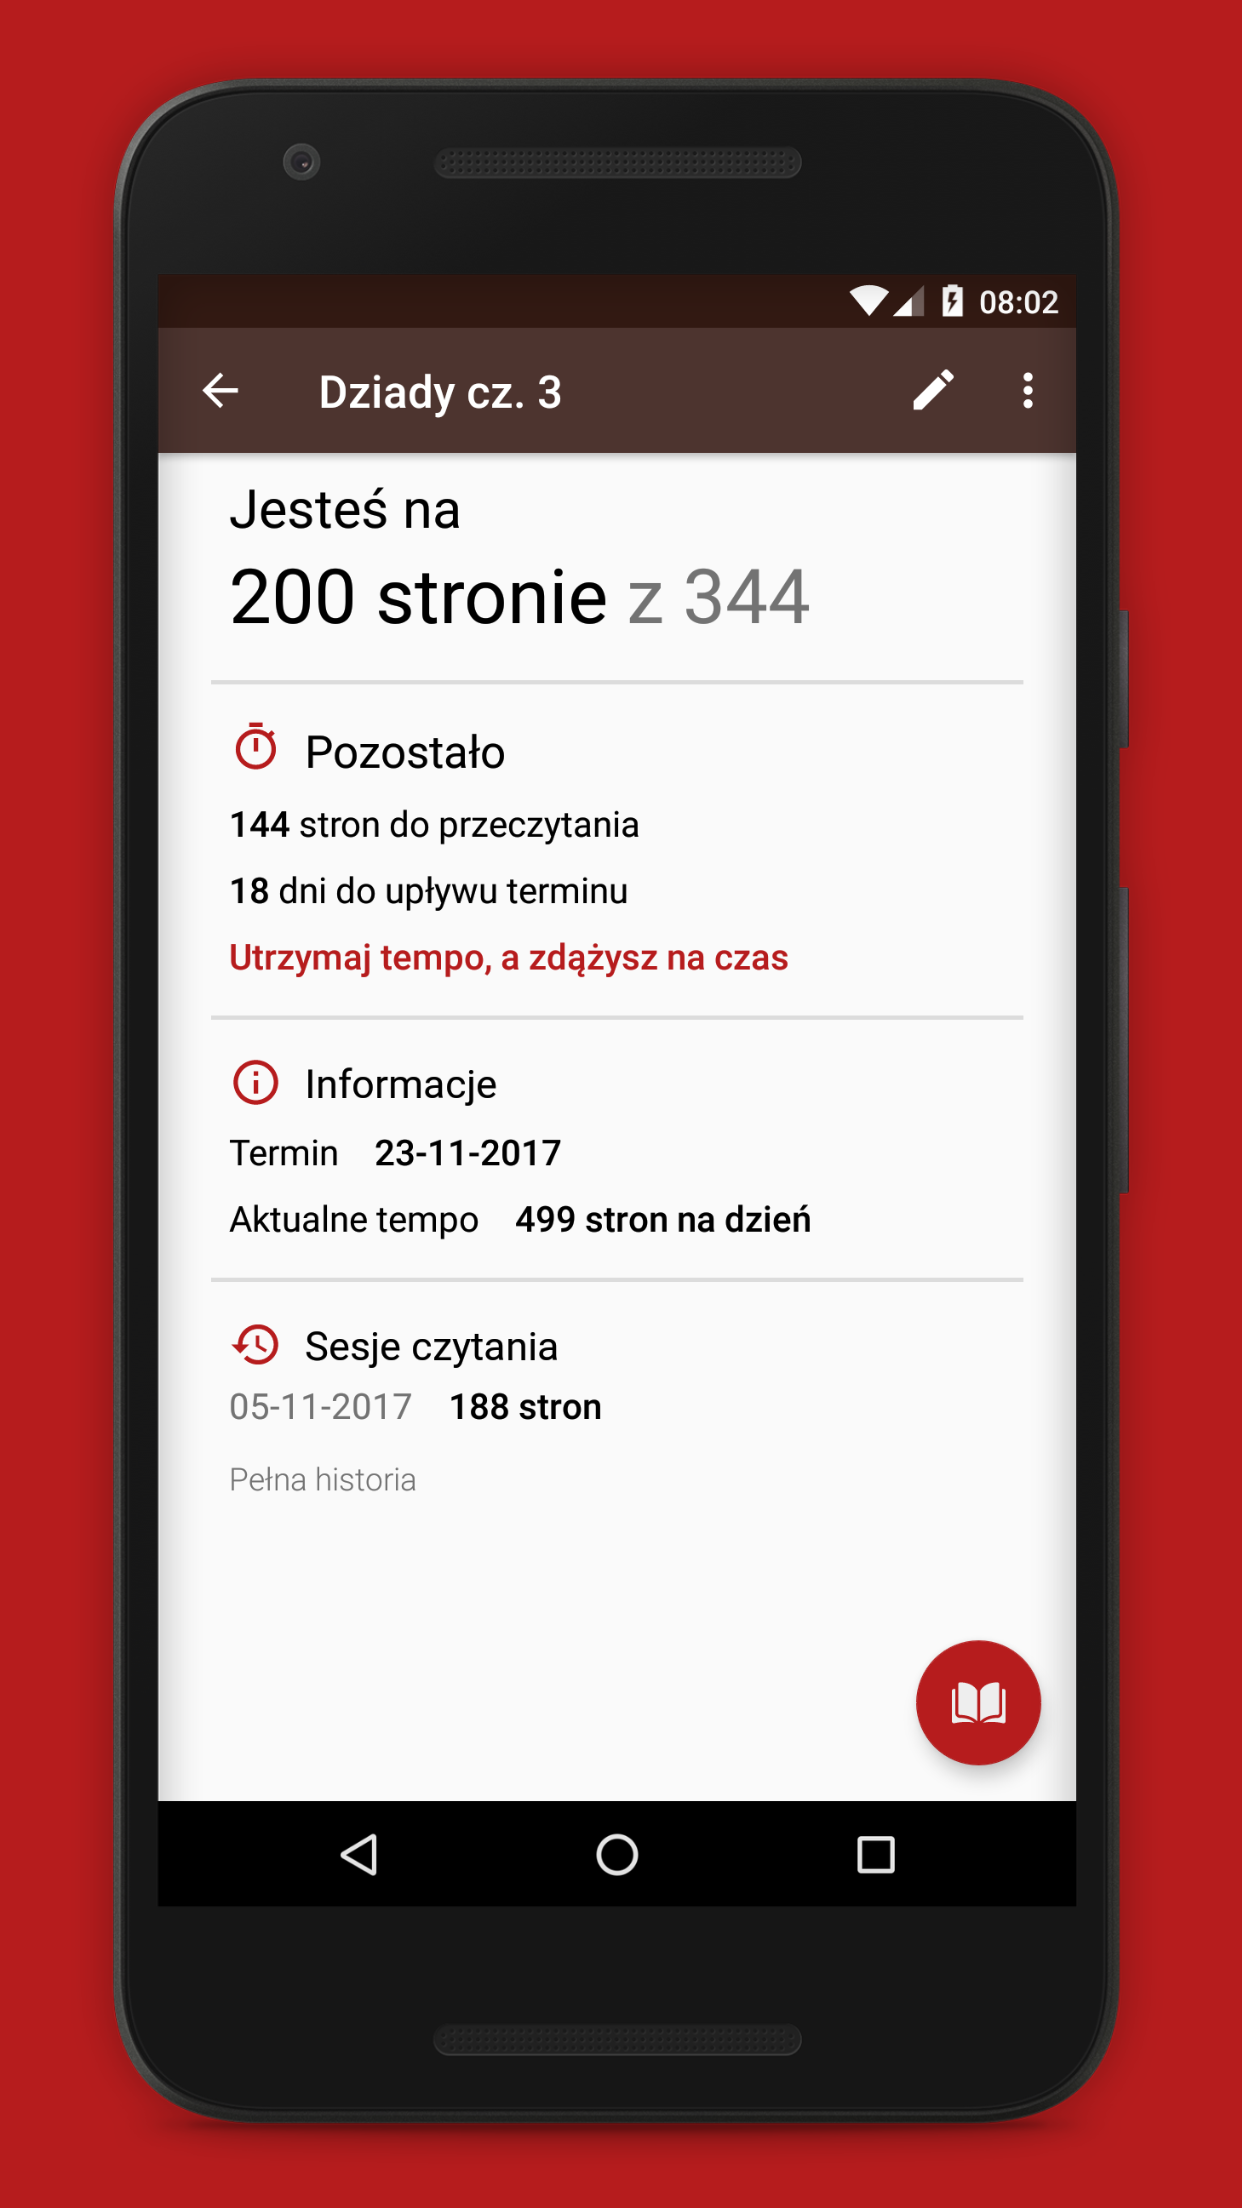 08:02
Dziady cz. 3
Jesteś na
200 stronie z 344
Pozostało
144 stron do przeczytania
18 dni do upływu terminu
Utrzymaj tempo, a zdążysz na czas
Informacje
Termin 23-11-2017
Aktualne tempo 499 stron na dzień
Sesje czytania
05-11-2017 188 stron
Pełna historia